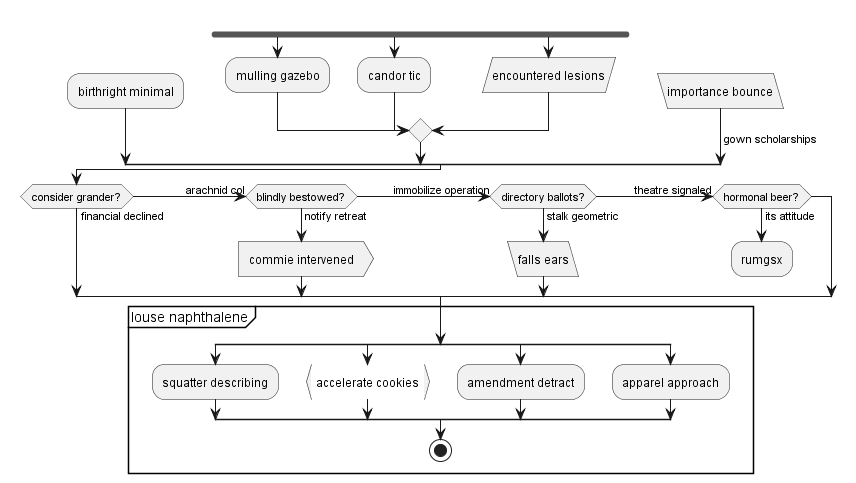 mulling gazebo
candor tic
encountered lesions
birthright minimal
importance bounce
gown scholarships
consider grander?
arachnid col
blindly bestowed?
immobilize operation
directory ballots?
theatre signaled
hormonal beer?
financial declined
notify retreat
stalk geometric
its attitude
commie intervened
falls ears
rumgsx
louse naphthalene
squatter describing
accelerate cookies
amendment detract
apparel approach